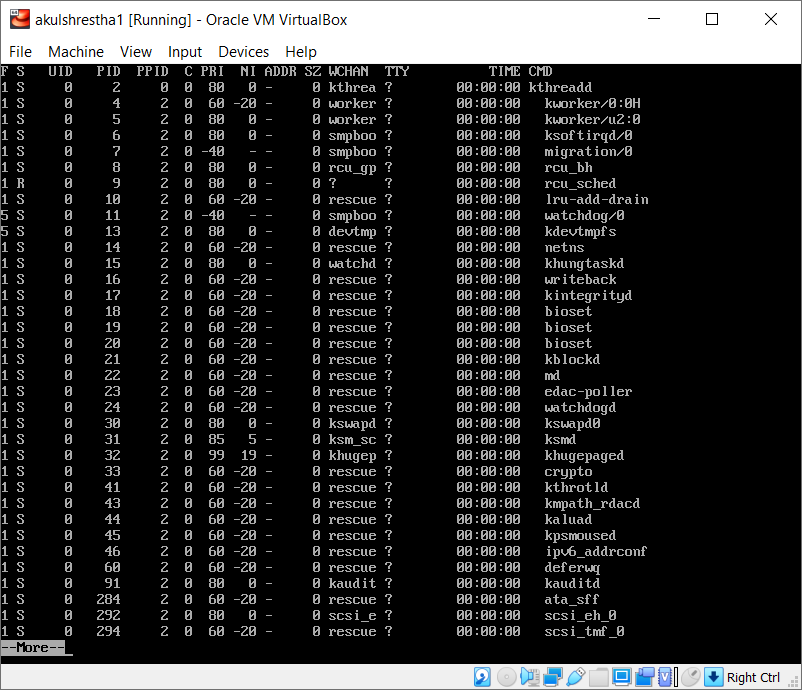 akulshrestha1 [Running] - Oracle VM VirtualBox
File Machine View Input Devices Help
F S   UID   PID  PPID  C PRI  NI ADDR SZ WCHAN  TTY          TIME CMD
1 S     0     2     0  0  80   0 -     0 kthrea ?        00:00:00 kthreadd
1 S     0     4     2  0  60 -20 -     0 worker ?        00:00:00   kworker/0:0H
1 S     0     5     2  0  80   0 -     0 worker ?        00:00:00   kworker/u2:0
1 S     0     6     2  0  80   0 -     0 smpboo ?        00:00:00   ksoftirqd/0
1 S     0     7     2  0 -40   - -     0 smpboo ?        00:00:00   migration/0
1 S     0     8     2  0  80   0 -     0 rcu_gp ?        00:00:00   rcu_bh
1 R     0     9     2  0  80   0 -     0 ?      ?        00:00:00   rcu_sched
1 S     0    10     2  0  60 -20 -     0 rescue ?        00:00:00   lru-add-drain
5 S     0    11     2  0 -40   - -     0 smpboo ?        00:00:00   watchdog/0
5 S     0    13     2  0  80   0 -     0 devtmp ?        00:00:00   kdevtmpfs
1 S     0    14     2  0  60 -20 -     0 rescue ?        00:00:00   netns
1 S     0    15     2  0  80   0 -     0 watchd ?        00:00:00   khungtaskd
1 S     0    16     2  0  60 -20 -     0 rescue ?        00:00:00   writeback
1 S     0    17     2  0  60 -20 -     0 rescue ?        00:00:00   kintegrityd
1 S     0    18     2  0  60 -20 -     0 rescue ?        00:00:00   bioset
1 S     0    19     2  0  60 -20 -     0 rescue ?        00:00:00   bioset
1 S     0    20     2  0  60 -20 -     0 rescue ?        00:00:00   bioset
1 S     0    21     2  0  60 -20 -     0 rescue ?        00:00:00   kblockd
1 S     0    22     2  0  60 -20 -     0 rescue ?        00:00:00   md
1 S     0    23     2  0  60 -20 -     0 rescue ?        00:00:00   edac-poller
1 S     0    24     2  0  60 -20 -     0 rescue ?        00:00:00   watchdogd
1 S     0    30     2  0  80   0 -     0 kswapd ?        00:00:00   kswapd0
1 S     0    31     2  0  85   5 -     0 ksm_sc ?        00:00:00   ksmd
1 S     0    32     2  0  99  19 -     0 khugep ?        00:00:00   khugepaged
1 S     0    33     2  0  60 -20 -     0 rescue ?        00:00:00   crypto
1 S     0    41     2  0  60 -20 -     0 rescue ?        00:00:00   kthrotld
1 S     0    43     2  0  60 -20 -     0 rescue ?        00:00:00   kmpath_rdacd
1 S     0    44     2  0  60 -20 -     0 rescue ?        00:00:00   kaluad
1 S     0    45     2  0  60 -20 -     0 rescue ?        00:00:00   kpsmoused
1 S     0    46     2  0  60 -20 -     0 rescue ?        00:00:00   ipv6_addrconf
1 S     0    60     2  0  60 -20 -     0 rescue ?        00:00:00   deferwq
1 S     0    91     2  0  80   0 -     0 kaudit ?        00:00:00   kauditd
1 S     0   284     2  0  60 -20 -     0 rescue ?        00:00:00   ata_sff
1 S     0   292     2  0  80   0 -     0 scsi_e ?        00:00:00   scsi_eh_0
1 S     0   294     2  0  60 -20 -     0 rescue ?        00:00:00   scsi_tmf_0
--More--_
Right Ctrl